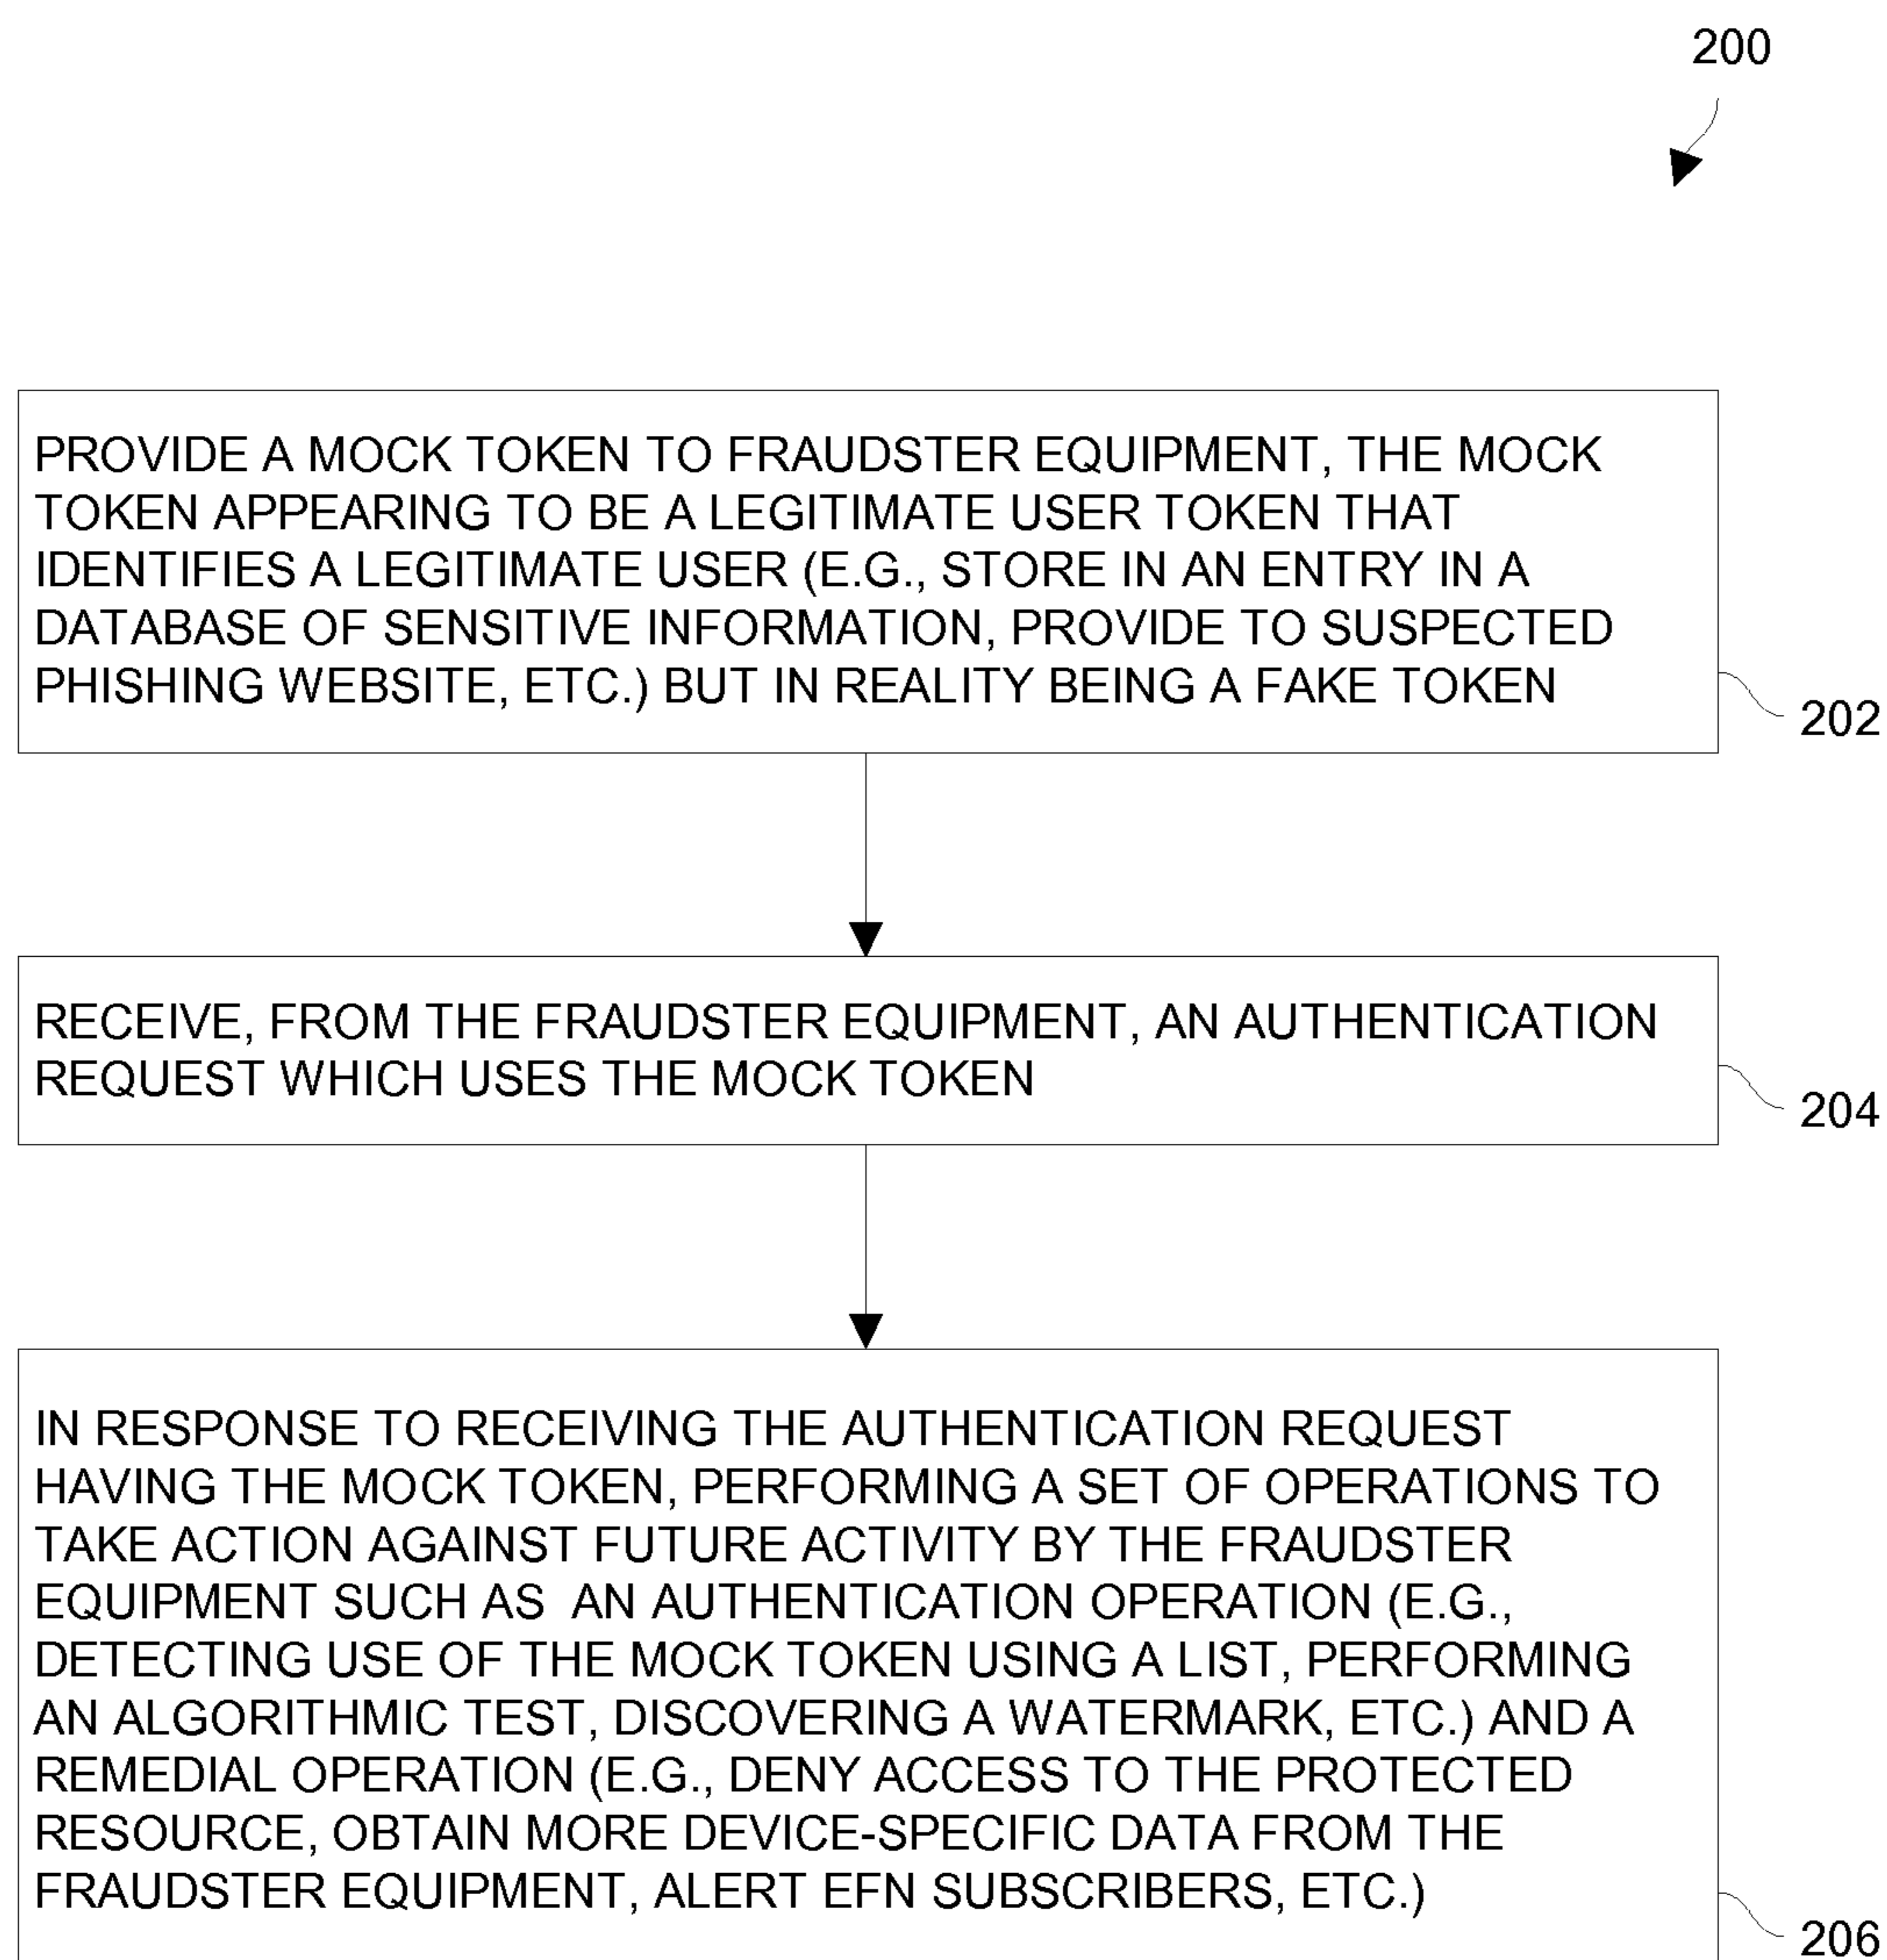 200
PROVIDE A MOCK TOKEN TO FRAUDSTER EQUIPMENT, THE MOCK
TOKEN APPEARING TO BE A LEGITIMATE USER TOKEN THAT
IDENTIFIES A LEGITIMATE USER (E.G., STORE IN AN ENTRY IN A
DATABASE OF SENSITIVE INFORMATION, PROVIDE TO SUSPECTED
PHISHING WEBSITE, ETC.) BUT IN REALITY BEING A FAKE TOKEN
202
RECEIVE, FROM THE FRAUDSTER EQUIPMENT, AN AUTHENTICATION
REQUEST WHICH USES THE MOCK TOKEN
204
IN RESPONSE TO RECEIVING THE AUTHENTICATION REQUEST
HAVING THE MOCK TOKEN, PERFORMING A SET OF OPERATIONS TO
TAKE ACTION AGAINST FUTURE ACTIVITY BY THE FRAUDSTER
EQUIPMENT SUCH AS  AN AUTHENTICATION OPERATION (E.G.,
DETECTING USE OF THE MOCK TOKEN USING A LIST, PERFORMING
AN ALGORITHMIC TEST, DISCOVERING A WATERMARK, ETC.) AND A
REMEDIAL OPERATION (E.G., DENY ACCESS TO THE PROTECTED
RESOURCE, OBTAIN MORE DEVICE-SPECIFIC DATA FROM THE
FRAUDSTER EQUIPMENT, ALERT EFN SUBSCRIBERS, ETC.)
206